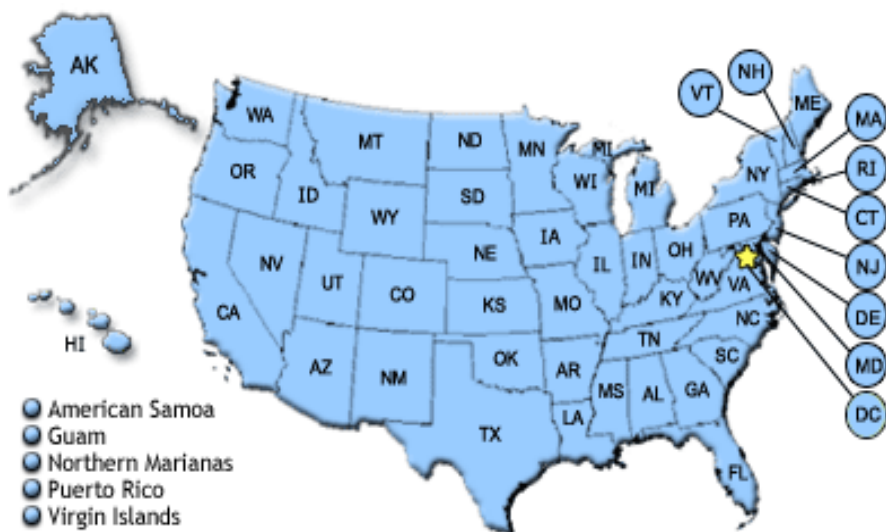 AK
NH
VT
ME
WA
MA
MT
ND
MN
MI
OR
RI
ID
WI
NY
SD
MI
WY
CT
PA
IA
NE
NV
OH
IL
IN
NJ
UT
WV
VA
CO
CA
KS
MO
KY
DE
NC
HI
TN
OK
AZ
AR
SC
NM
MD
MS
AL
GA
DC
LA
TX
FL
American Samoa
Guam
Northern Marianas
Puerto Rico
Virgin Islands